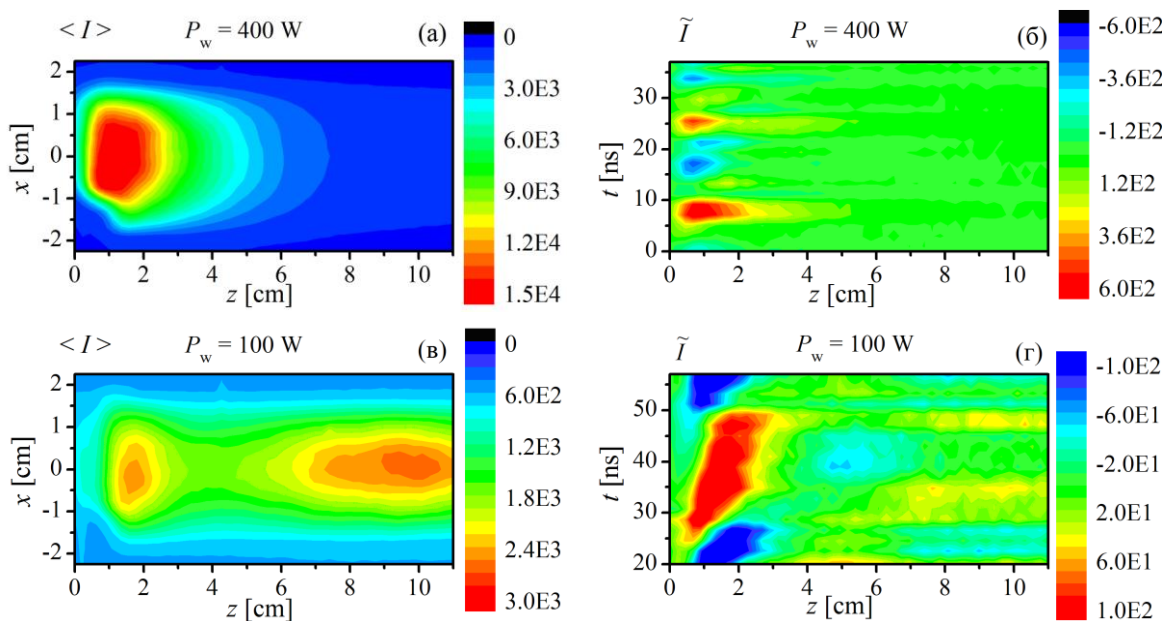 < I > P_w = 400 W (а)
x [cm]
2
1
0
-1
-2
0 2 4 6 8 10
z [cm]
0
3.0E3
6.0E3
9.0E3
1.2E4
1.5E4
Ĩ P_w = 400 W (б)
t [ns]
30
20
10
0
0 2 4 6 8 10
z [cm]
-6.0E2
-3.6E2
-1.2E2
1.2E2
3.6E2
6.0E2
< I > P_w = 100 W (в)
x [cm]
2
1
0
-1
-2
0 2 4 6 8 10
z [cm]
0
6.0E2
1.2E3
1.8E3
2.4E3
3.0E3
Ĩ P_w = 100 W (г)
t [ns]
50
40
30
20
0 2 4 6 8 10
z [cm]
-1.0E2
-6.0E1
-2.0E1
2.0E1
6.0E1
1.0E2